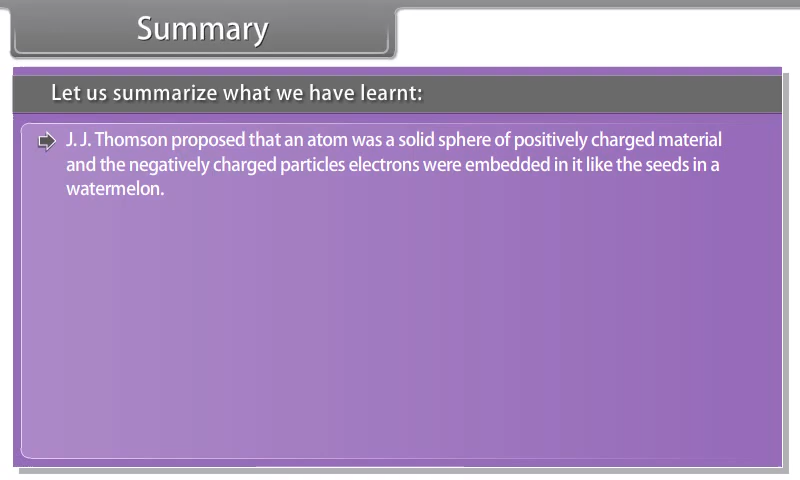 Summary
Let us summarize what we have learnt:
J. J. Thomson proposed that an atom was a solid sphere of positively charged material
and the negatively charged particles electrons were embedded in it like the seeds in a
watermelon.